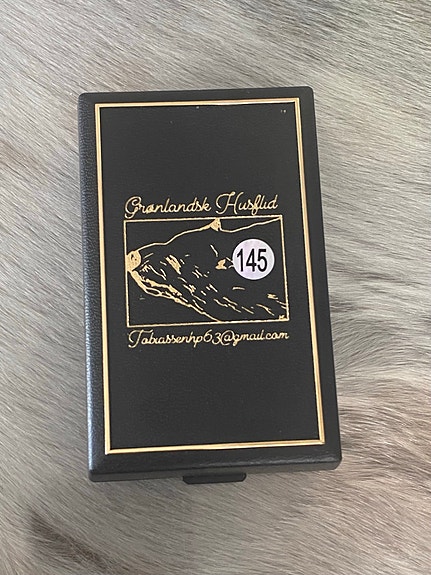 Grønlandsk Husflid
145
Tobiassenhp63@gmail.com